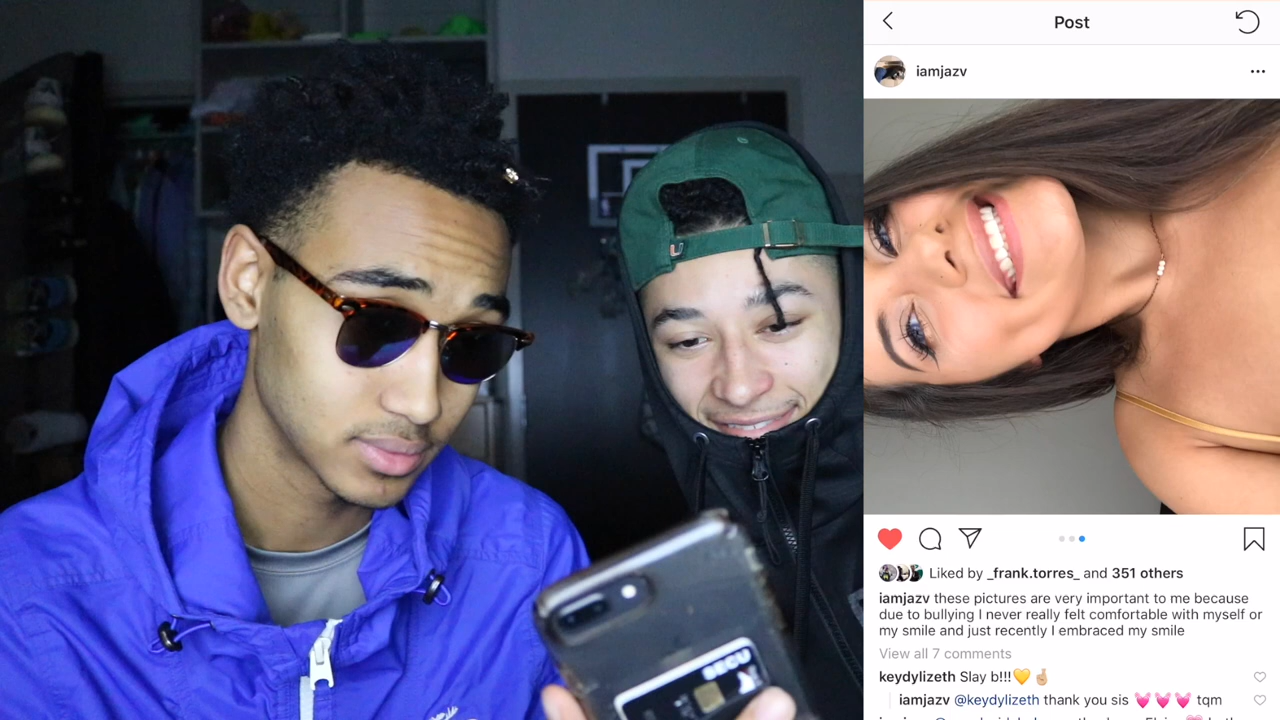 Post
iamjazv
SECU
Liked by _frank.torres_ and 351 others
iamjazv these pictures are very important to me because
due to bullying I never really felt comfortable with myself or
my smile and just recently I embraced my smile
View all 7 comments
keydylizeth Slay b!!!💛🤞🏼
iamjazv @keydylizeth thank you sis 💓💓💓 tqm